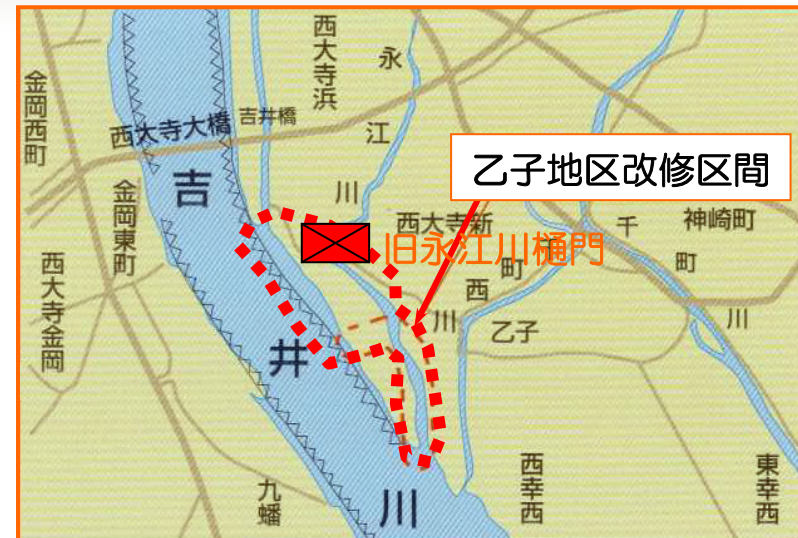 西大寺浜
永江川
金岡西町
西大寺大橋
吉井橋
乙子地区改修区間
吉井川
金岡東町
西大寺新
旧永江川樋門
千町川
神崎町
西大寺金岡
千町西川
乙子
九蟠
西幸西
東幸西